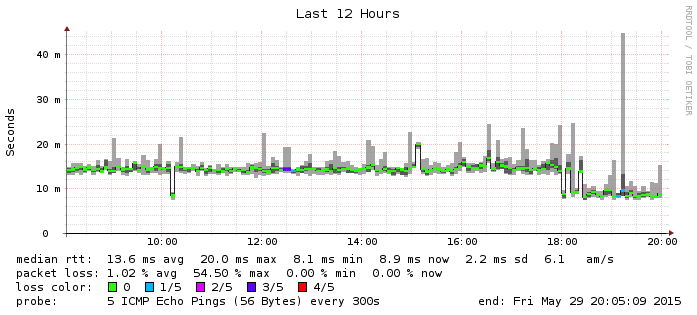 Last 12 Hours
RRDTOOL / TOBI OETIKER
Seconds
40 m
30 m
20 m
10 m
0
10:00 12:00 14:00 16:00 18:00 20:00
median rtt: 13.6 ms avg 20.0 ms max 8.1 ms min 8.9 ms now 2.2 ms sd 6.1 am/s
packet loss: 1.02 % avg 54.50 % max 0.00 % min 0.00 % now
loss color: 0 1/5 2/5 3/5 4/5
probe: 5 ICMP Echo Pings (56 Bytes) every 300s end: Fri May 29 20:05:09 2015